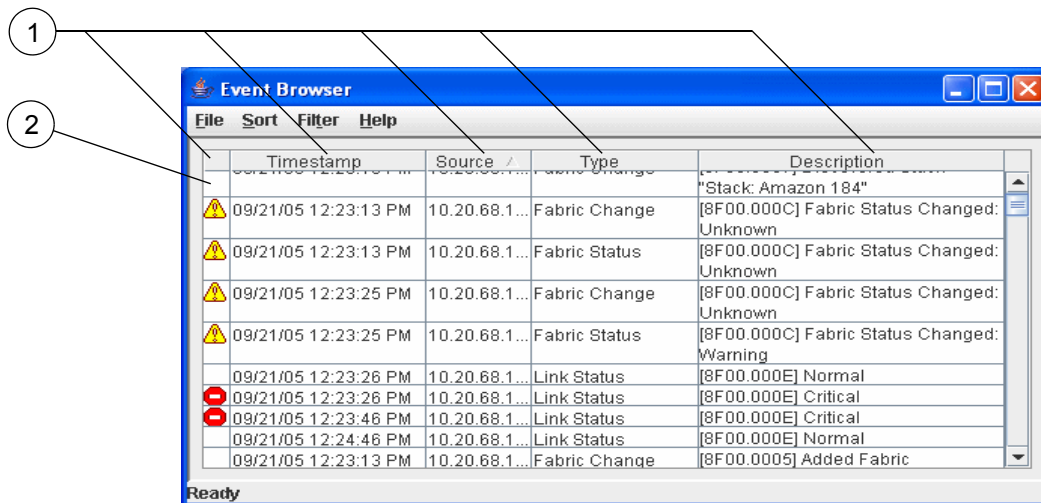 1
Event Browser
2
File Sort Filter Help
Timestamp Source Type Description
"Stack: Amazon 184"
09/21/05 12:23:13 PM 10.20.68.1... Fabric Change [8F00.000C] Fabric Status Changed:
Unknown
09/21/05 12:23:13 PM 10.20.68.1... Fabric Status [8F00.000C] Fabric Status Changed:
Unknown
09/21/05 12:23:25 PM 10.20.68.1... Fabric Change [8F00.000C] Fabric Status Changed:
Unknown
09/21/05 12:23:25 PM 10.20.68.1... Fabric Status [8F00.000C] Fabric Status Changed:
Warning
09/21/05 12:23:26 PM 10.20.68.1... Link Status [8F00.000E] Normal
09/21/05 12:23:26 PM 10.20.68.1... Link Status [8F00.000E] Critical
09/21/05 12:23:46 PM 10.20.68.1... Link Status [8F00.000E] Critical
09/21/05 12:24:46 PM 10.20.68.1... Link Status [8F00.000E] Normal
09/21/05 12:23:13 PM 10.20.68.1... Fabric Change [8F00.0005] Added Fabric
Ready